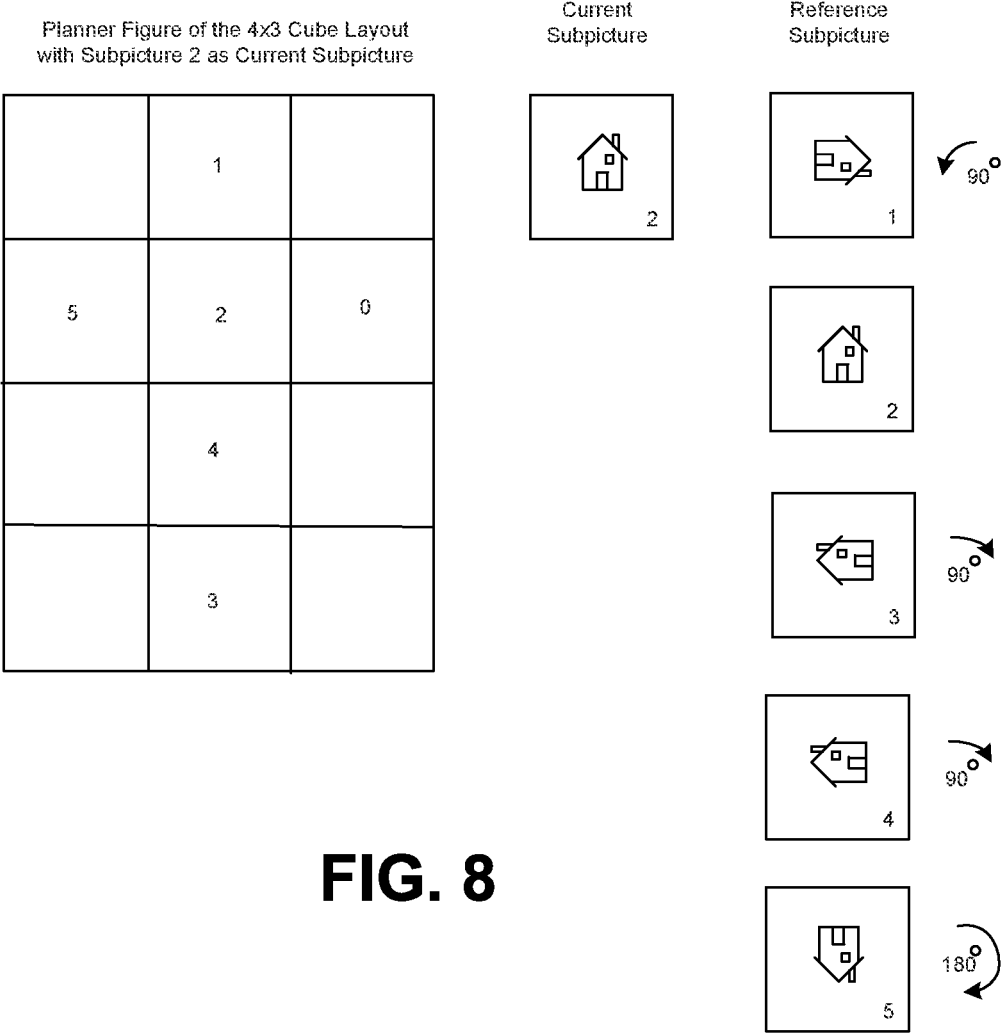 Planner Figure of the 4x3 Cube Layout
with Subpicture 2 as Current Subpicture
Current
Subpicture
Reference
Subpicture
1
5
2
0
4
3
2
1
90°
2
3
90°
4
90°
5
180°
FIG. 8